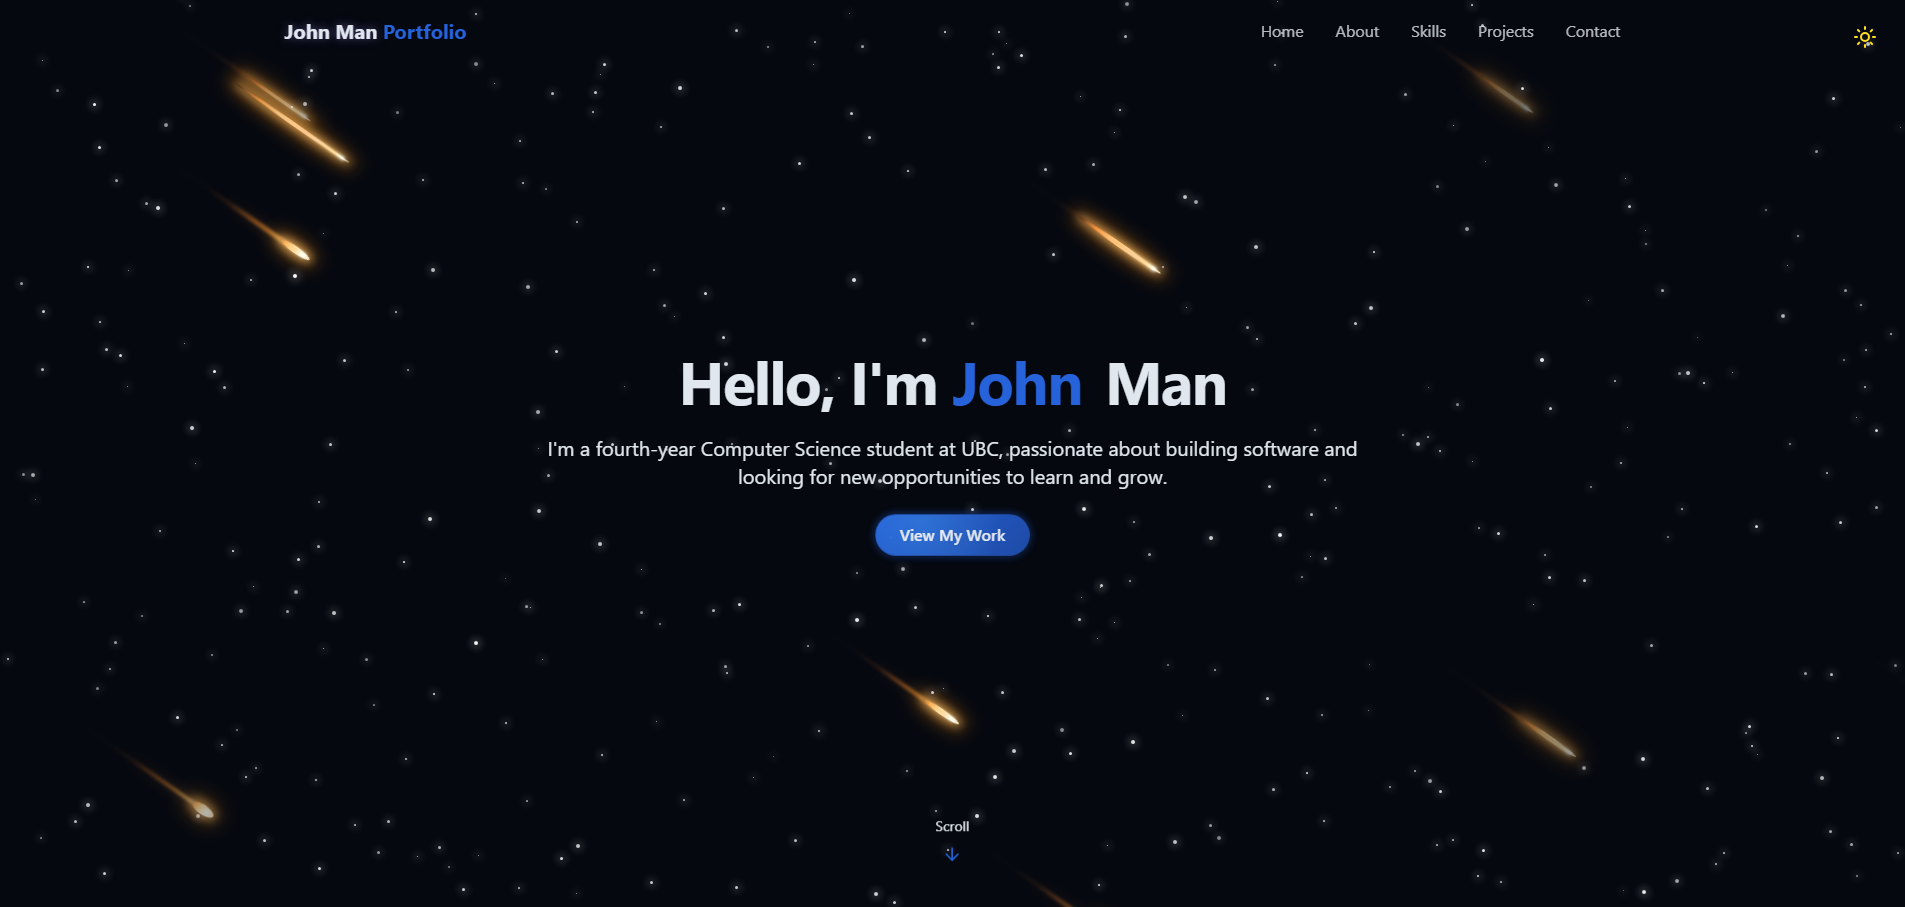 John Man Portfolio
Home About Skills Projects Contact
Hello, I'm John Man
I'm a fourth-year Computer Science student at UBC, passionate about building software and
looking for new opportunities to learn and grow.
View My Work
Scroll